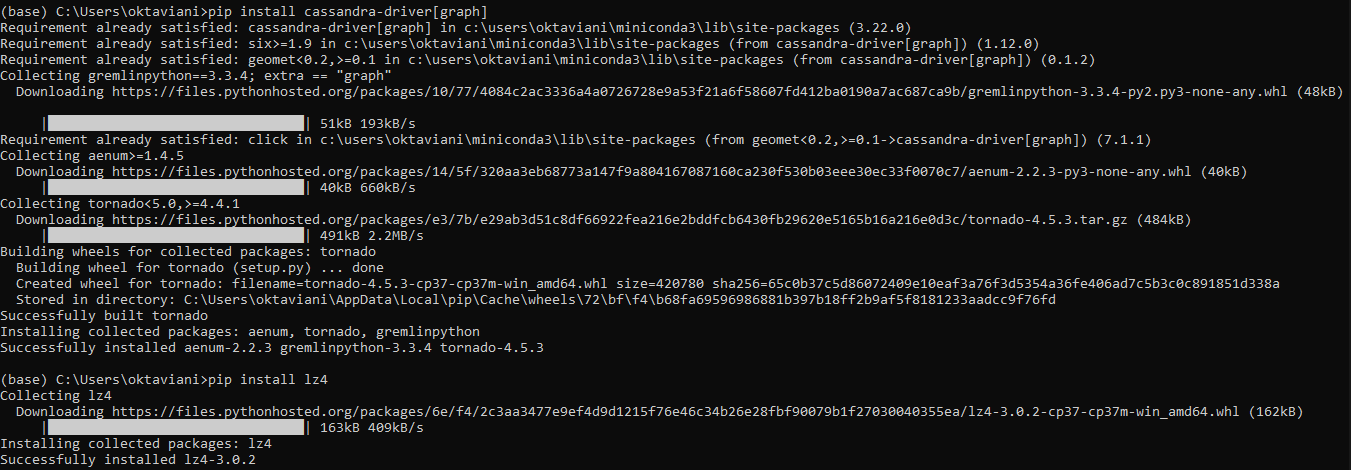 (base) C:\Users\oktaviani>pip install cassandra-driver[graph]
Requirement already satisfied: cassandra-driver[graph] in c:\users\oktaviani\miniconda3\lib\site-packages (3.22.0)
Requirement already satisfied: six>=1.9 in c:\users\oktaviani\miniconda3\lib\site-packages (from cassandra-driver[graph]) (1.12.0)
Requirement already satisfied: geomet<0.2,>=0.1 in c:\users\oktaviani\miniconda3\lib\site-packages (from cassandra-driver[graph]) (0.1.2)
Collecting gremlinpython==3.3.4; extra == "graph"
  Downloading https://files.pythonhosted.org/packages/10/77/4084c2ac3336a4a0726728e9a53f21a6f58607fd412ba0190a7ac687ca9b/gremlinpython-3.3.4-py2.py3-none-any.whl (48kB)
     |████████████████████████████████| 51kB 193kB/s
Requirement already satisfied: click in c:\users\oktaviani\miniconda3\lib\site-packages (from geomet<0.2,>=0.1->cassandra-driver[graph]) (7.1.1)
Collecting aenum>=1.4.5
  Downloading https://files.pythonhosted.org/packages/14/5f/320aa3eb68773a147f9a804167087160ca230f530b03eee30ec33f0070c7/aenum-2.2.3-py3-none-any.whl (40kB)
     |████████████████████████████████| 40kB 660kB/s
Collecting tornado<5.0,>=4.4.1
  Downloading https://files.pythonhosted.org/packages/e3/7b/e29ab3d51c8df66922fea216e2bddfcb6430fb29620e5165b16a216e0d3c/tornado-4.5.3.tar.gz (484kB)
     |████████████████████████████████| 491kB 2.2MB/s
Building wheels for collected packages: tornado
  Building wheel for tornado (setup.py) ... done
  Created wheel for tornado: filename=tornado-4.5.3-cp37-cp37m-win_amd64.whl size=420780 sha256=65c0b37c5d86072409e10eaf3a76f3d5354a36fe406ad7c5b3c0c891851d338a
  Stored in directory: C:\Users\oktaviani\AppData\Local\pip\Cache\wheels\72\bf\f4\b68fa69596986881b397b18ff2b9af5f8181233aadcc9f76fd
Successfully built tornado
Installing collected packages: aenum, tornado, gremlinpython
Successfully installed aenum-2.2.3 gremlinpython-3.3.4 tornado-4.5.3
(base) C:\Users\oktaviani>pip install lz4
Collecting lz4
  Downloading https://files.pythonhosted.org/packages/6e/f4/2c3aa3477e9ef4d9d1215f76e46c34b26e28fbf90079b1f27030040355ea/lz4-3.0.2-cp37-cp37m-win_amd64.whl (162kB)
     |████████████████████████████████| 163kB 409kB/s
Installing collected packages: lz4
Successfully installed lz4-3.0.2